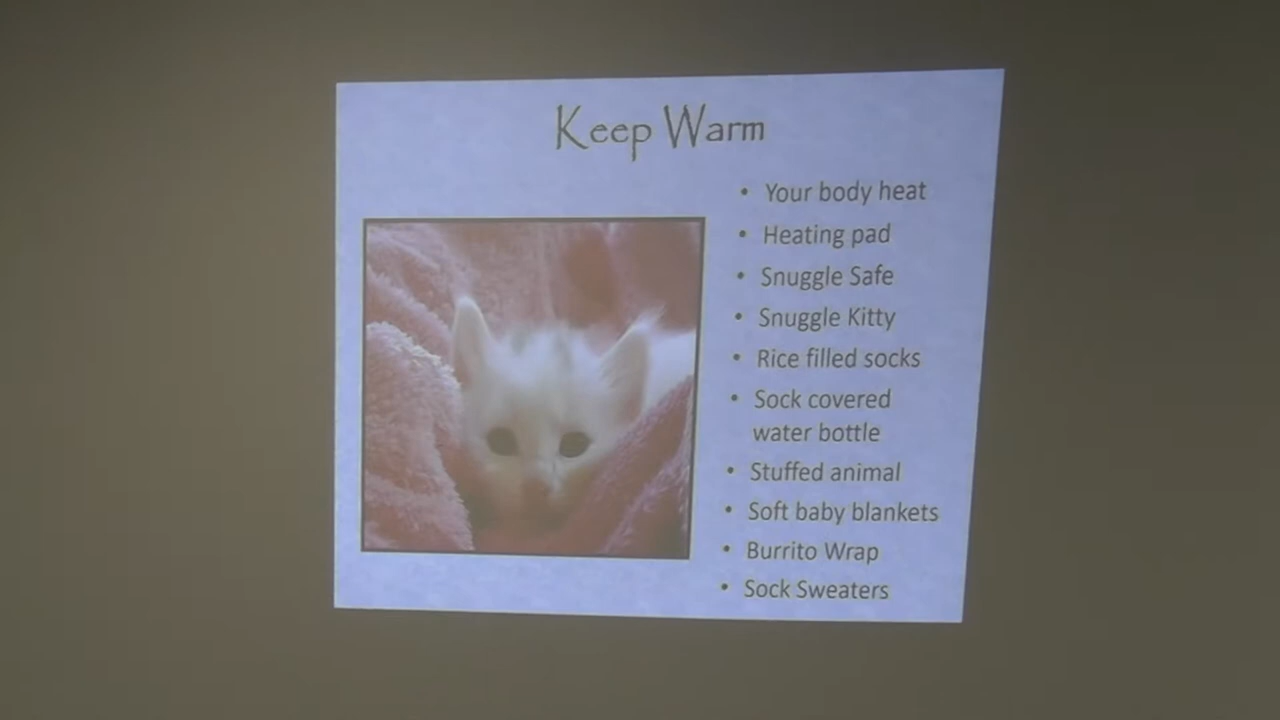 Keep Warm
• Your body heat
• Heating pad
• Snuggle Safe
• Snuggle Kitty
• Rice filled socks
• Sock covered
water bottle
• Stuffed animal
• Soft baby blankets
• Burrito Wrap
• Sock Sweaters